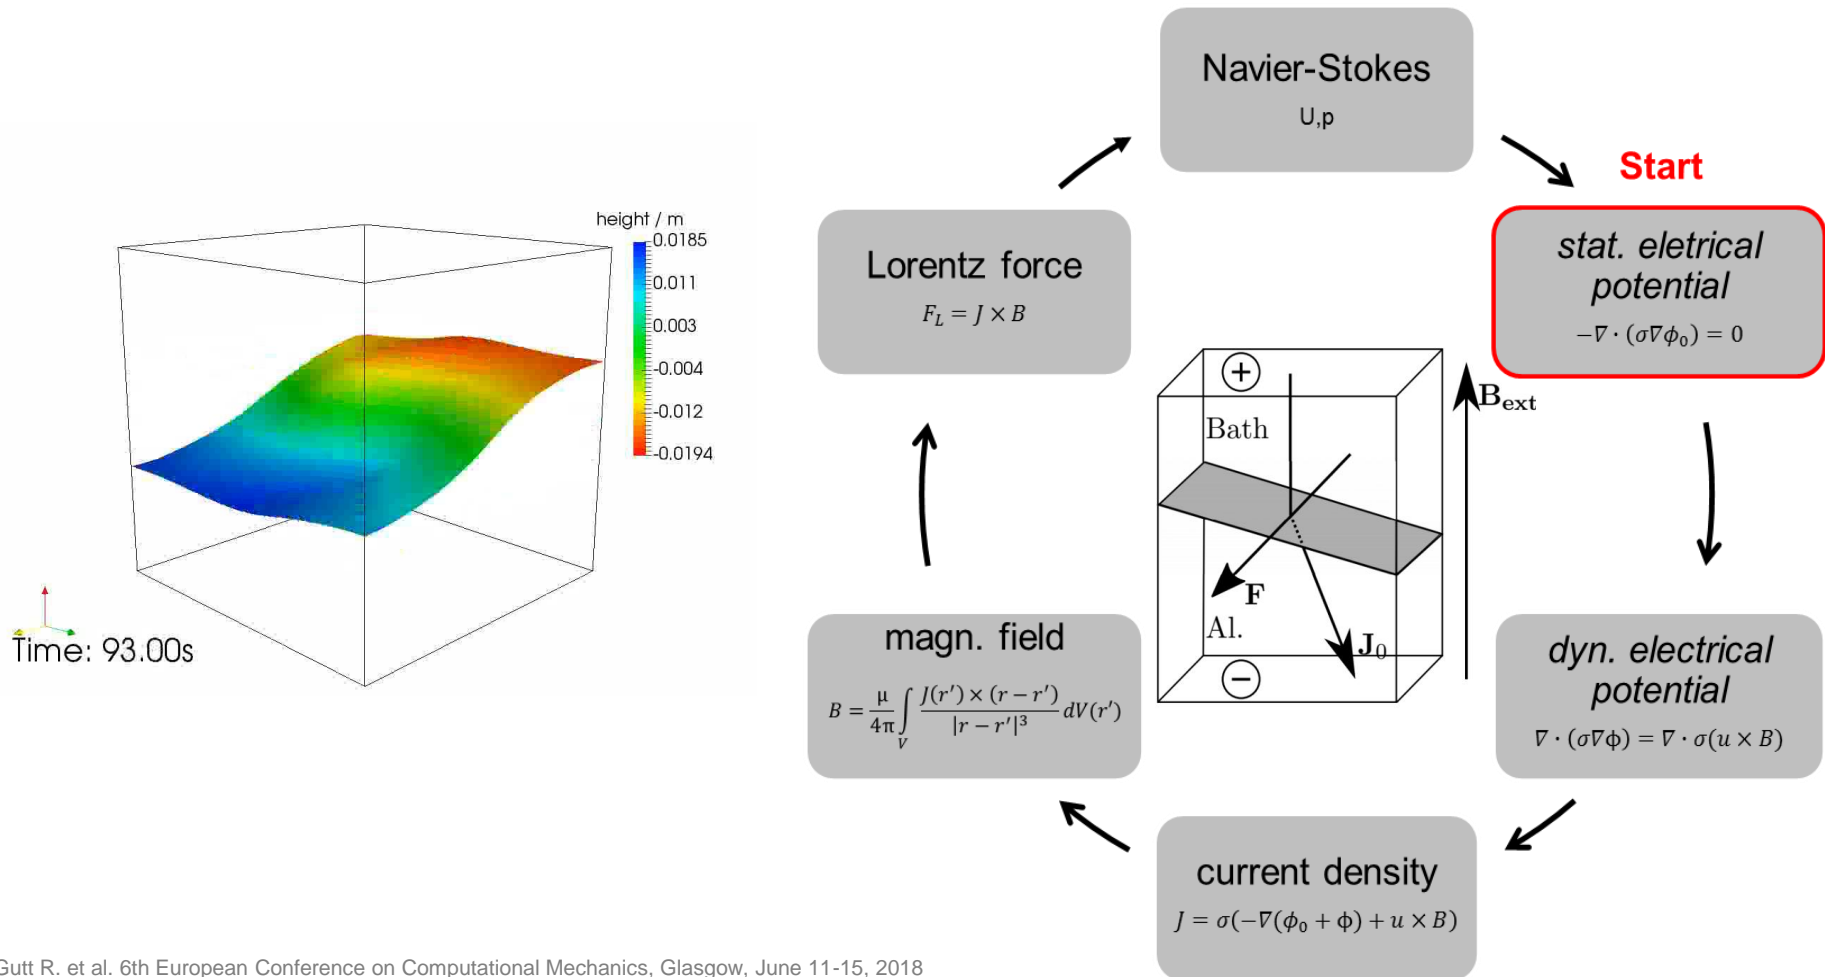 Navier-Stokes
U,p
Start
stat. eletrical
potential
−∇ · (σ∇ϕ₀) = 0
Lorentz force
F_L = J × B
height / m
0.0185
0.011
0.003
-0.004
-0.012
-0.0194
Time: 93.00s
+
Bath
B_ext
F
Al.
J₀
−
magn. field
B = μ/4π ∫_V J(r′) × (r − r′)/|r − r′|³ dV(r′)
dyn. electrical
potential
∇ · (σ∇ϕ) = ∇ · σ(u × B)
current density
J = σ(−∇(ϕ₀ + ϕ) + u × B)
Gutt R. et al. 6th European Conference on Computational Mechanics, Glasgow, June 11-15, 2018